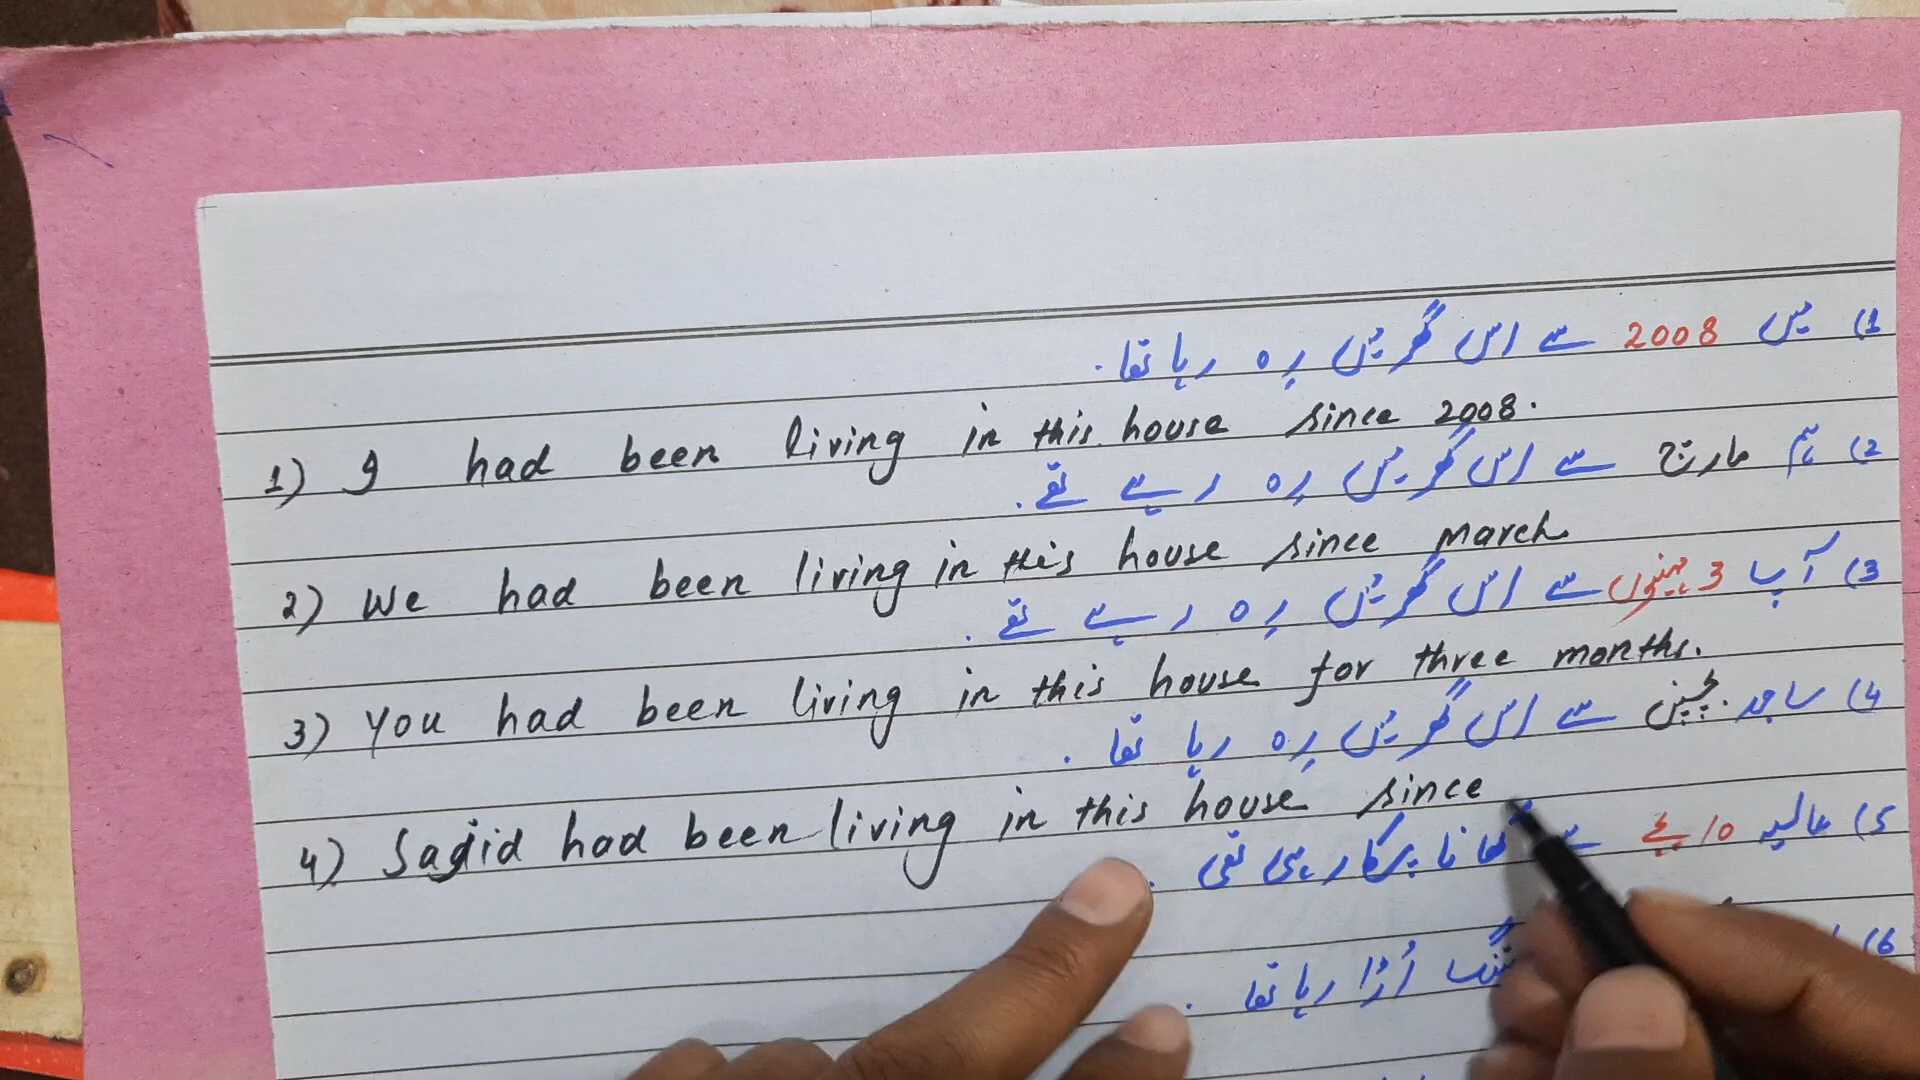 1) میں 2008 سے اس گھر میں رہ رہا تھا.
1) I had been living in this house since 2008.
2) ہم مارچ سے اس گھر میں رہ رہے تھے.
2) We had been living in this house since march.
3) آپ 3 مہینوں سے اس گھر میں رہ رہے تھے.
3) You had been living in this house for three months.
4) ساجد بچپن سے اس گھر میں رہ رہا تھا.
4) Sajid had been living in this house since
5) عالیہ 10 بجے سے کھانا پکا رہی تھی.
6) پتنگ اُڑا رہا تھا.